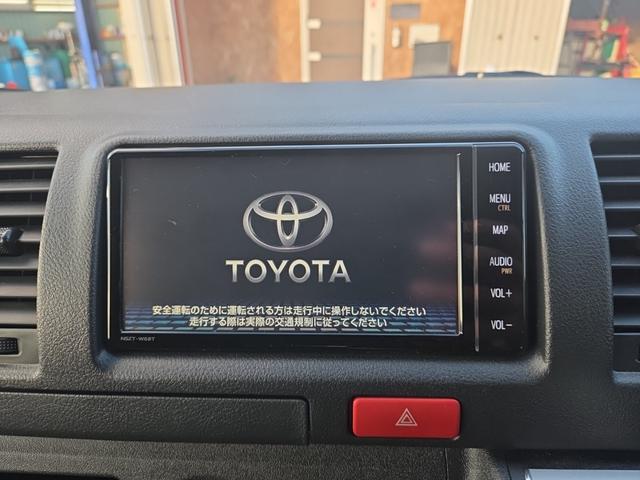 TOYOTA
安全運転のために運転される方は走行中に操作しないでください
走行する際は実際の交通規制に従ってください
NSZT-W68T
HOME
MENU
CTRL
MAP
AUDIO
PWR
VOL+
VOL-